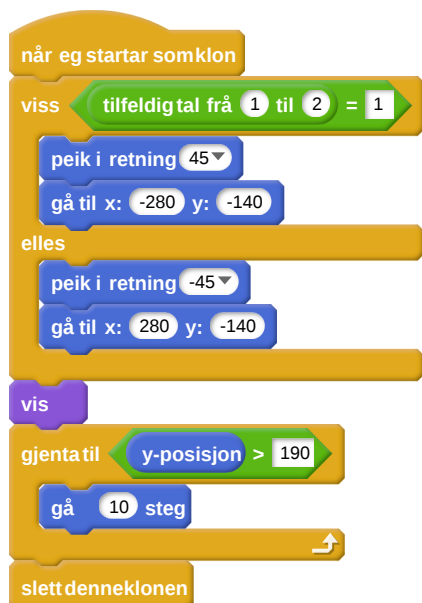 når eg startar som klon
viss tilfeldig tal frå 1 til 2 = 1
peik i retning 45
gå til x: -280 y: -140
elles
peik i retning -45
gå til x: 280 y: -140
vis
gjenta til y-posisjon > 190
gå 10 steg
slett denne klonen